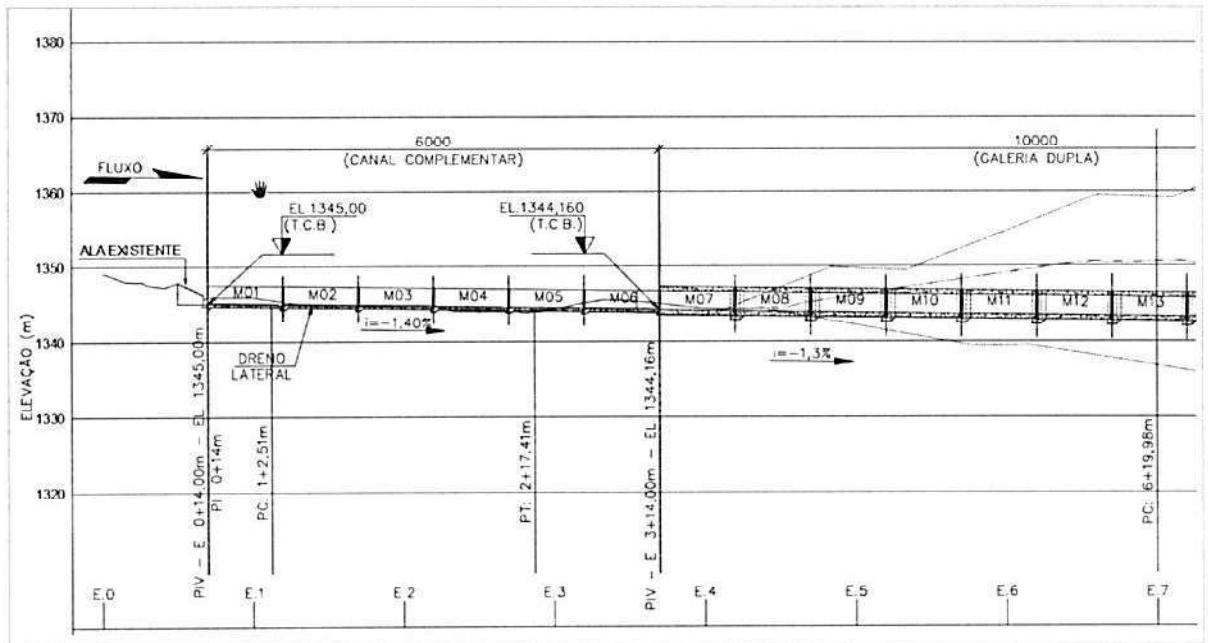 1380
1370
1360
1350
1340
1330
1320
ELEVAÇÃO (m)
6000
(CANAL COMPLEMENTAR)
10000
(GALERIA DUPLA)
FLUXO
EL.1345,00
(T.C.B.)
EL.1344,160
(T.C.B.)
ALA EXISTENTE
M01
M02
M03
M04
M05
M06
M07
M08
M09
M10
M11
M12
M13
i=-1,40%
i=-1,3%
DRENO
LATERAL
PIV - E 0+14.00m - EL 1345,00m
PI 0+14m
PC: 1+2,51m
PT: 2+17,41m
PIV - E 3+14.00m - EL 1344,16m
PC: 6+19,98m
E.0
E.1
E.2
E.3
E.4
E.5
E.6
E.7